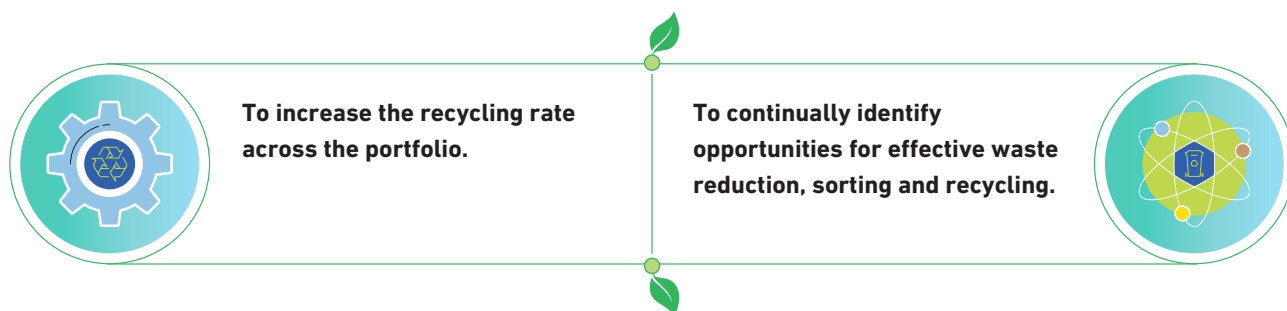 To increase the recycling rate
across the portfolio.
To continually identify
opportunities for effective waste
reduction, sorting and recycling.